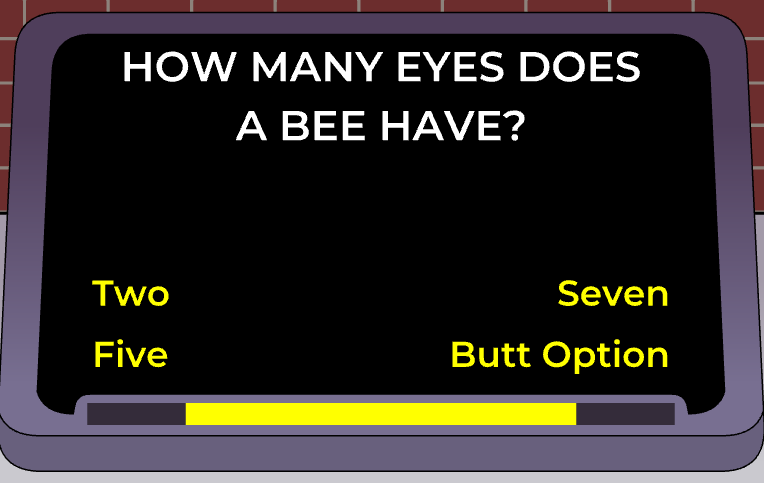 HOW MANY EYES DOES
A BEE HAVE?
Two
Seven
Five
Butt Option